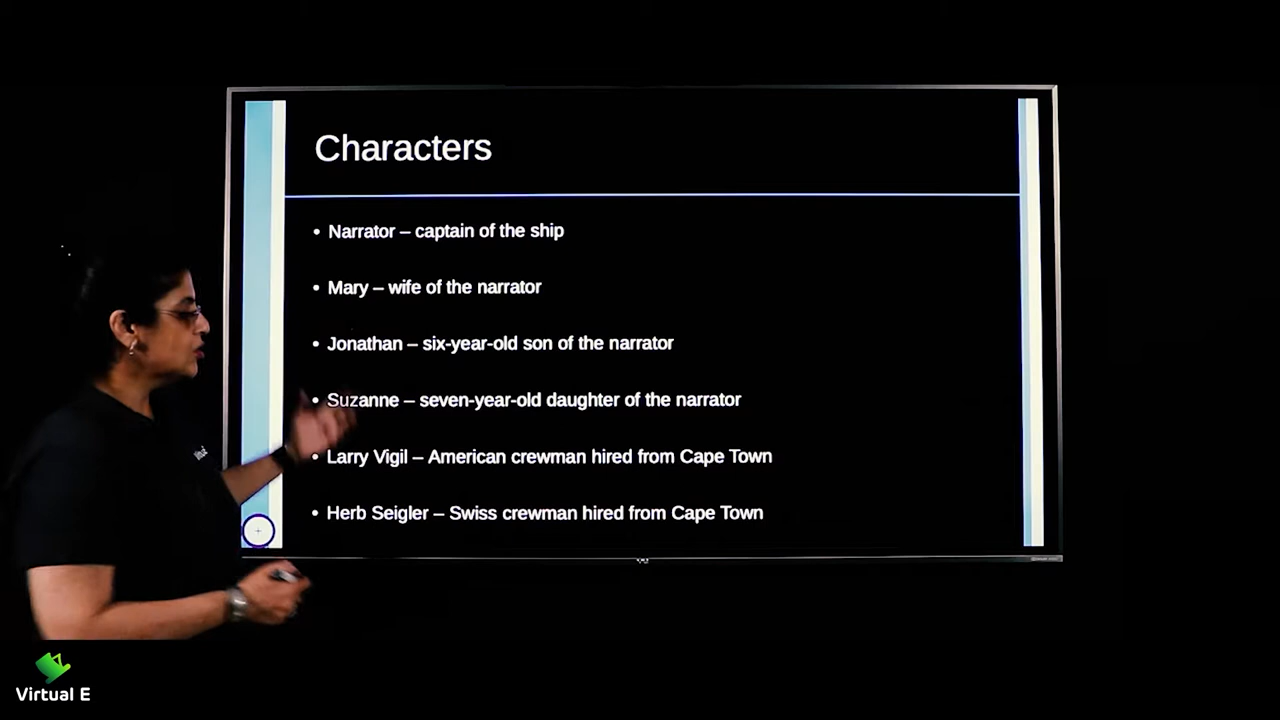 Characters
• Narrator – captain of the ship
• Mary – wife of the narrator
• Jonathan – six-year-old son of the narrator
• Suzanne – seven-year-old daughter of the narrator
• Larry Vigil – American crewman hired from Cape Town
• Herb Seigler – Swiss crewman hired from Cape Town
Virtual E